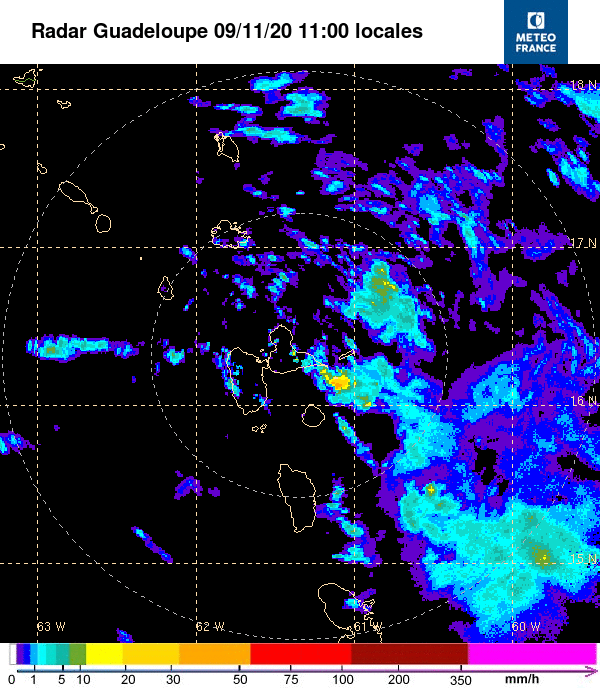 Radar Guadeloupe 09/11/20 11:00 locales
METEO
FRANCE
18 N
17 N
16 N
5 N
63 W
62 W
61 W
60 W
0 1 5 10 20 30 50 75 100 200 350 mm/h